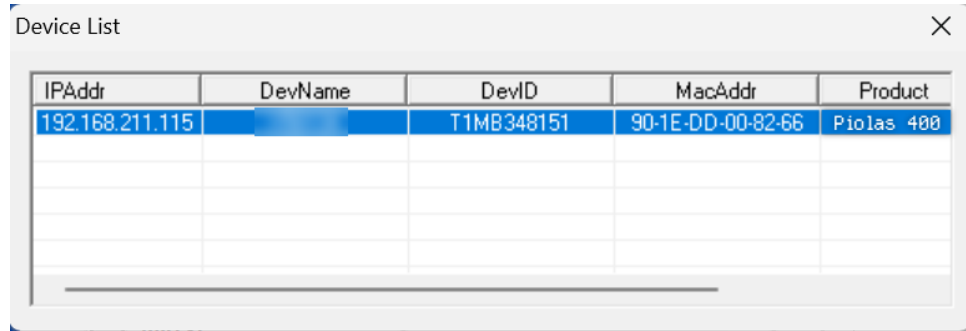 Device List
IPAddr DevName DevID MacAddr Product
192.168.211.115 T1MB348151 90-1E-DD-00-82-66 Piolas 400